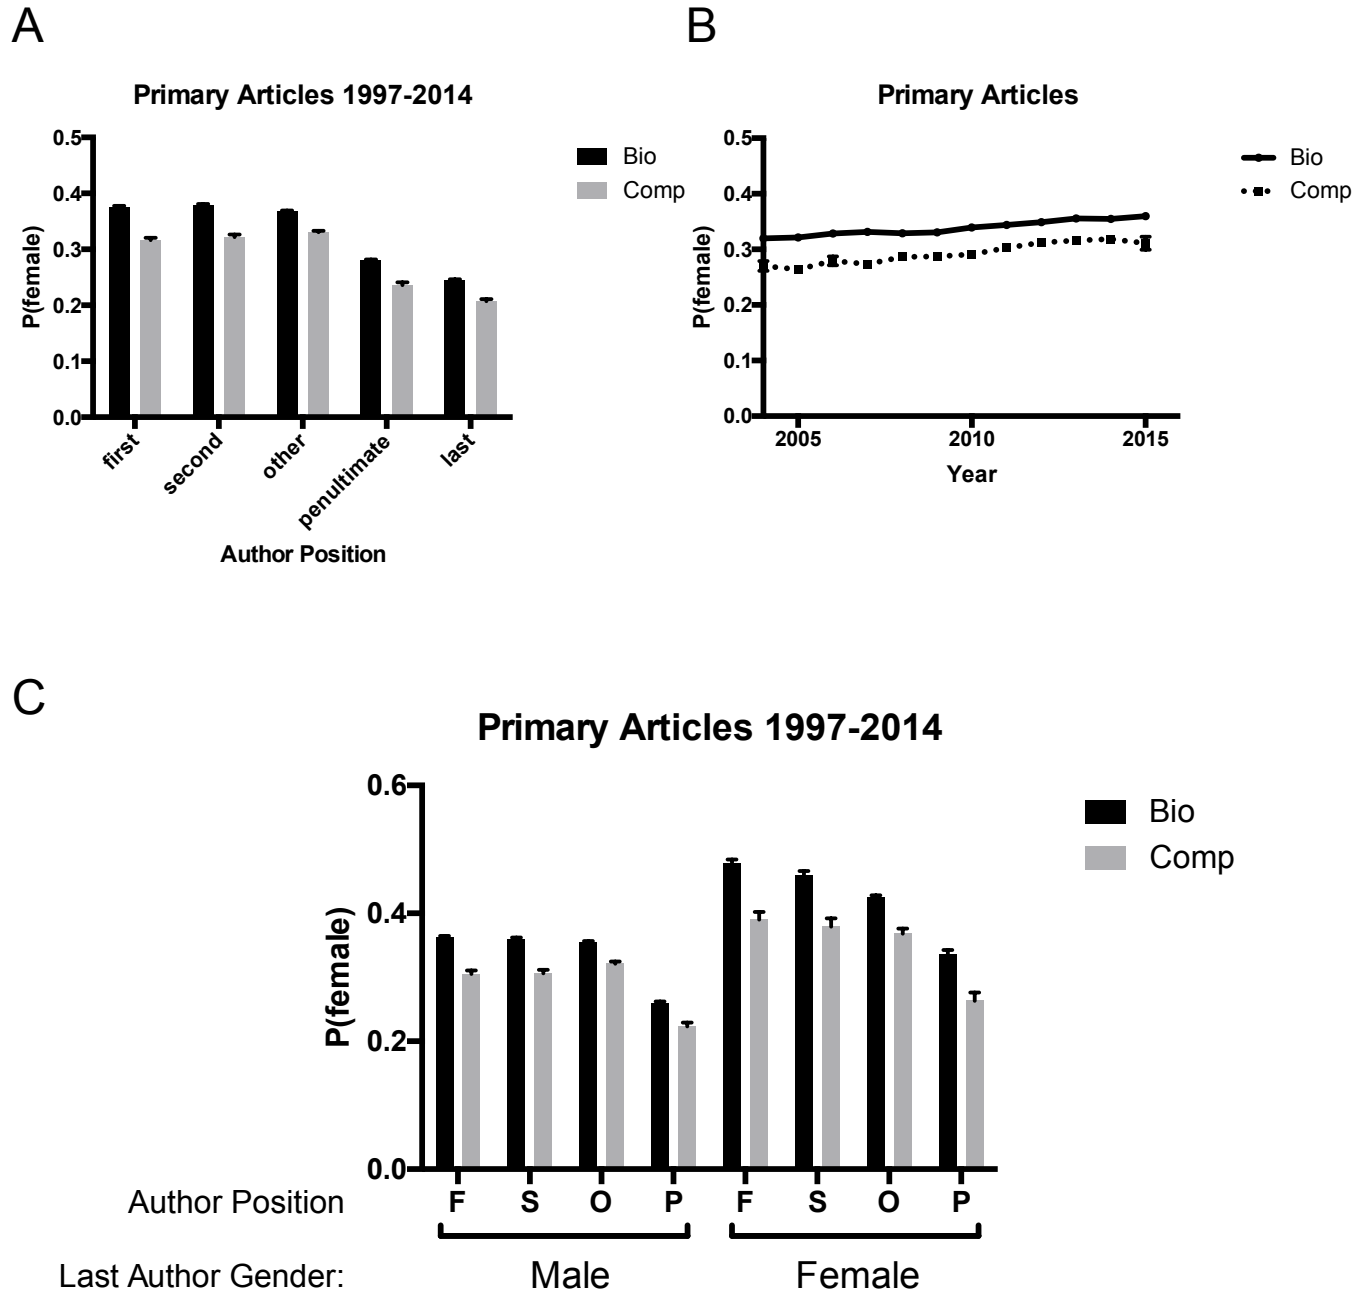 A
Primary Articles 1997-2014
0.5
0.4
0.3
0.2
0.1
0.0
P(female)
first
second
other
penultimate
last
Author Position
Bio
Comp
B
Primary Articles
0.5
0.4
0.3
0.2
0.1
0.0
P(female)
2005
2010
2015
Year
Bio
Comp
C
Primary Articles 1997-2014
0.6
0.4
0.2
0.0
P(female)
Bio
Comp
Author Position F S O P F S O P
Last Author Gender: Male Female